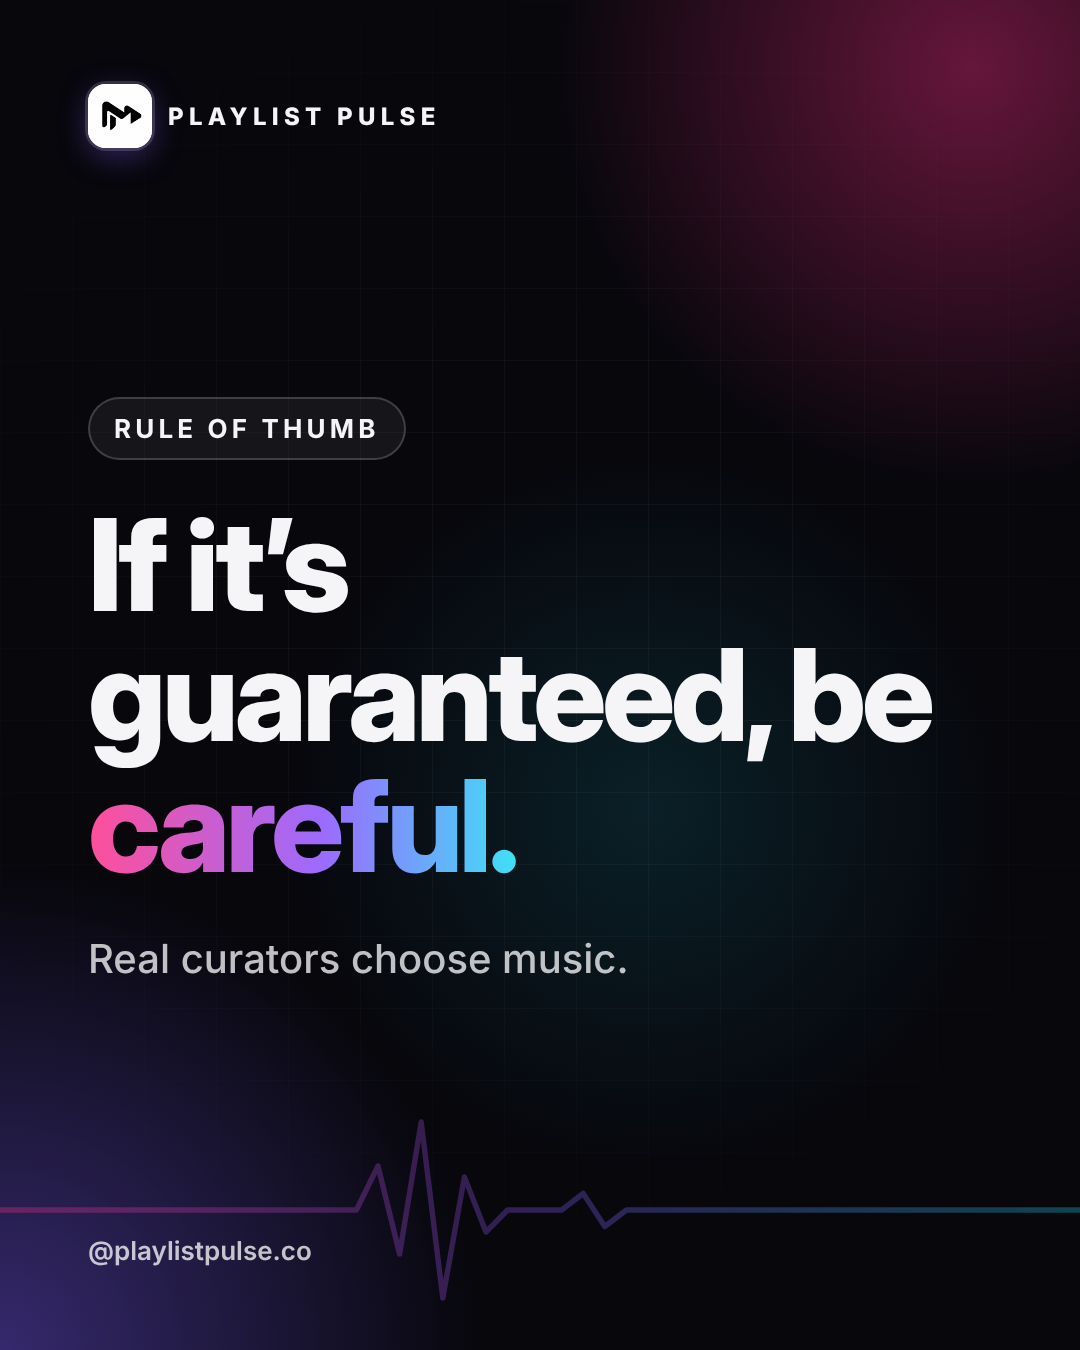 PLAYLIST PULSE
RULE OF THUMB
If it’s
guaranteed, be
careful.
Real curators choose music.
@playlistpulse.co